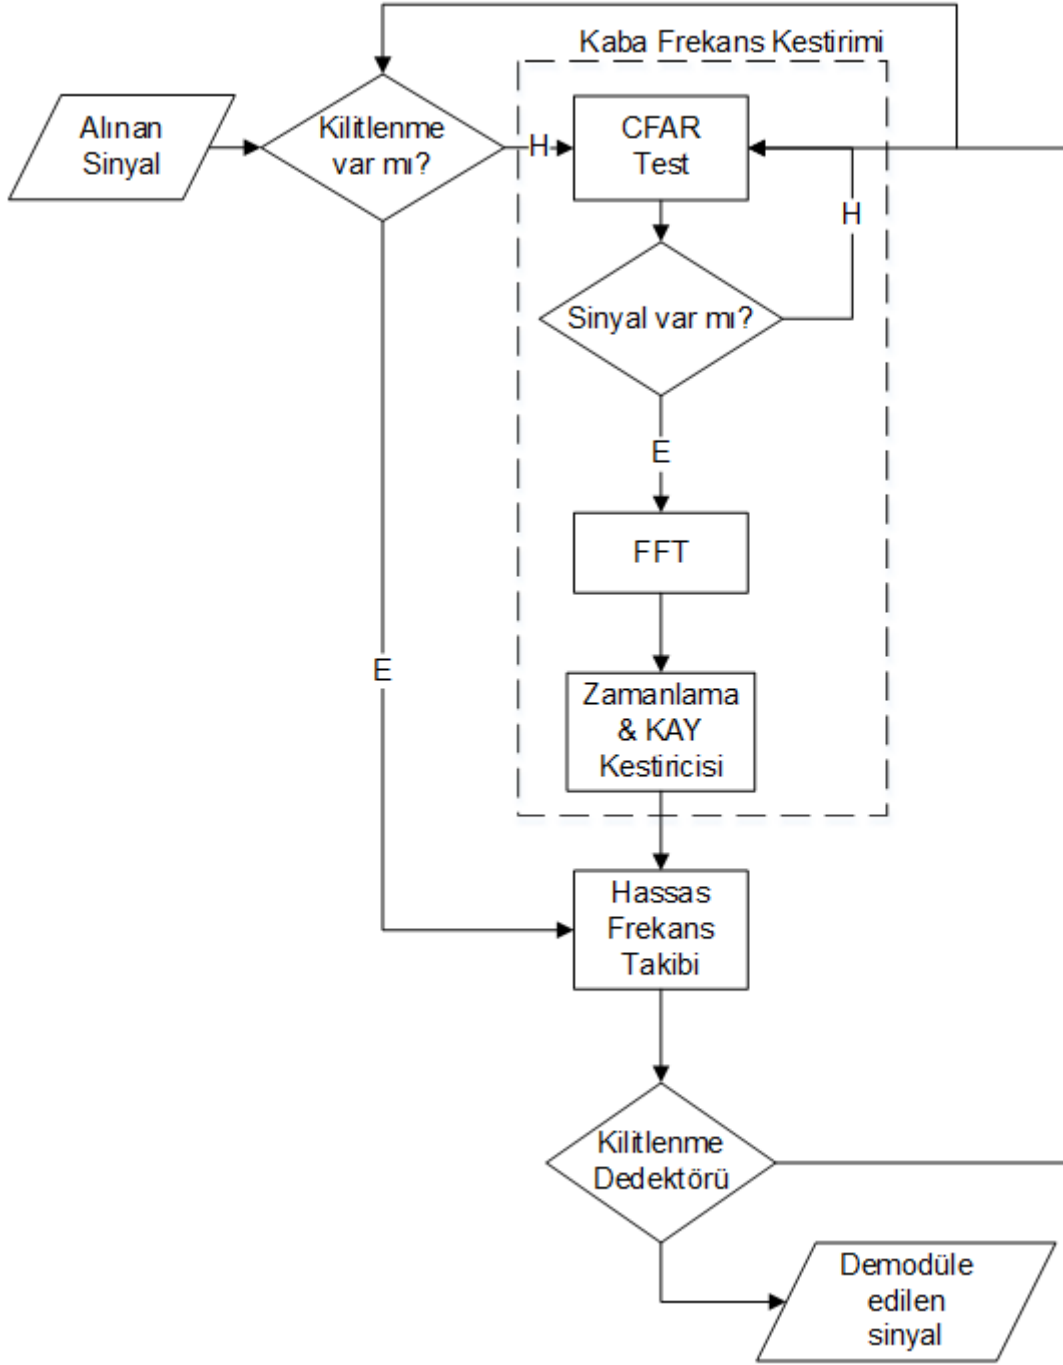 Kaba Frekans Kestirimi
Alınan
Sinyal
Kilitlenme
var mı?
H
CFAR
Test
H
Sinyal var mı?
E
FFT
E
Zamanlama
& KAY
Kestiricisi
Hassas
Frekans
Takibi
Kilitlenme
Dedektörü
Demodüle
edilen
sinyal